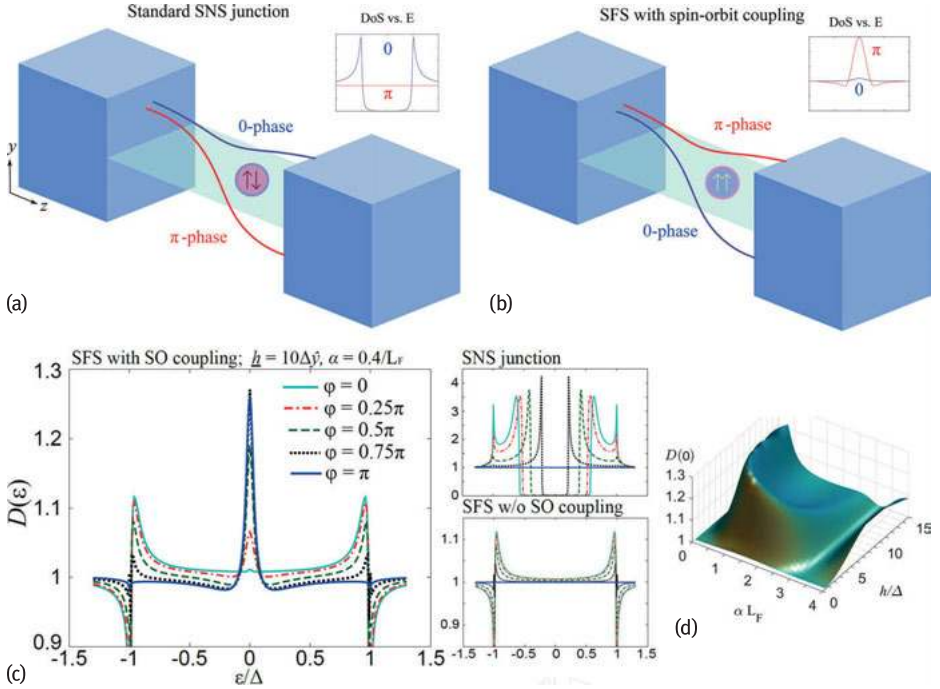 Standard SNS junction
DoS vs. E
0
π
0-phase
↑↓
π-phase
y
z
(a)
SFS with spin-orbit coupling
DoS vs. E
π
0
π-phase
↑↑
0-phase
(b)
SFS with SO coupling; h = 10Δŷ, α = 0.4/L_F
1.3
1.2
1.1
1
0.9
D(ε)
φ = 0
φ = 0.25π
φ = 0.5π
φ = 0.75π
φ = π
-1.5 -1 -0.5 0 0.5 1 1.5
ε/Δ
(c)
SNS junction
4
3
2
1
0
SFS w/o SO coupling
1.1
1
0.9
-1.5 -1 -0.5 0 0.5 1 1.5
D(0)
1.3
1.2
1.1
1
0 1 2 3 4
α L_F
0 5 10 15
h/Δ
(d)